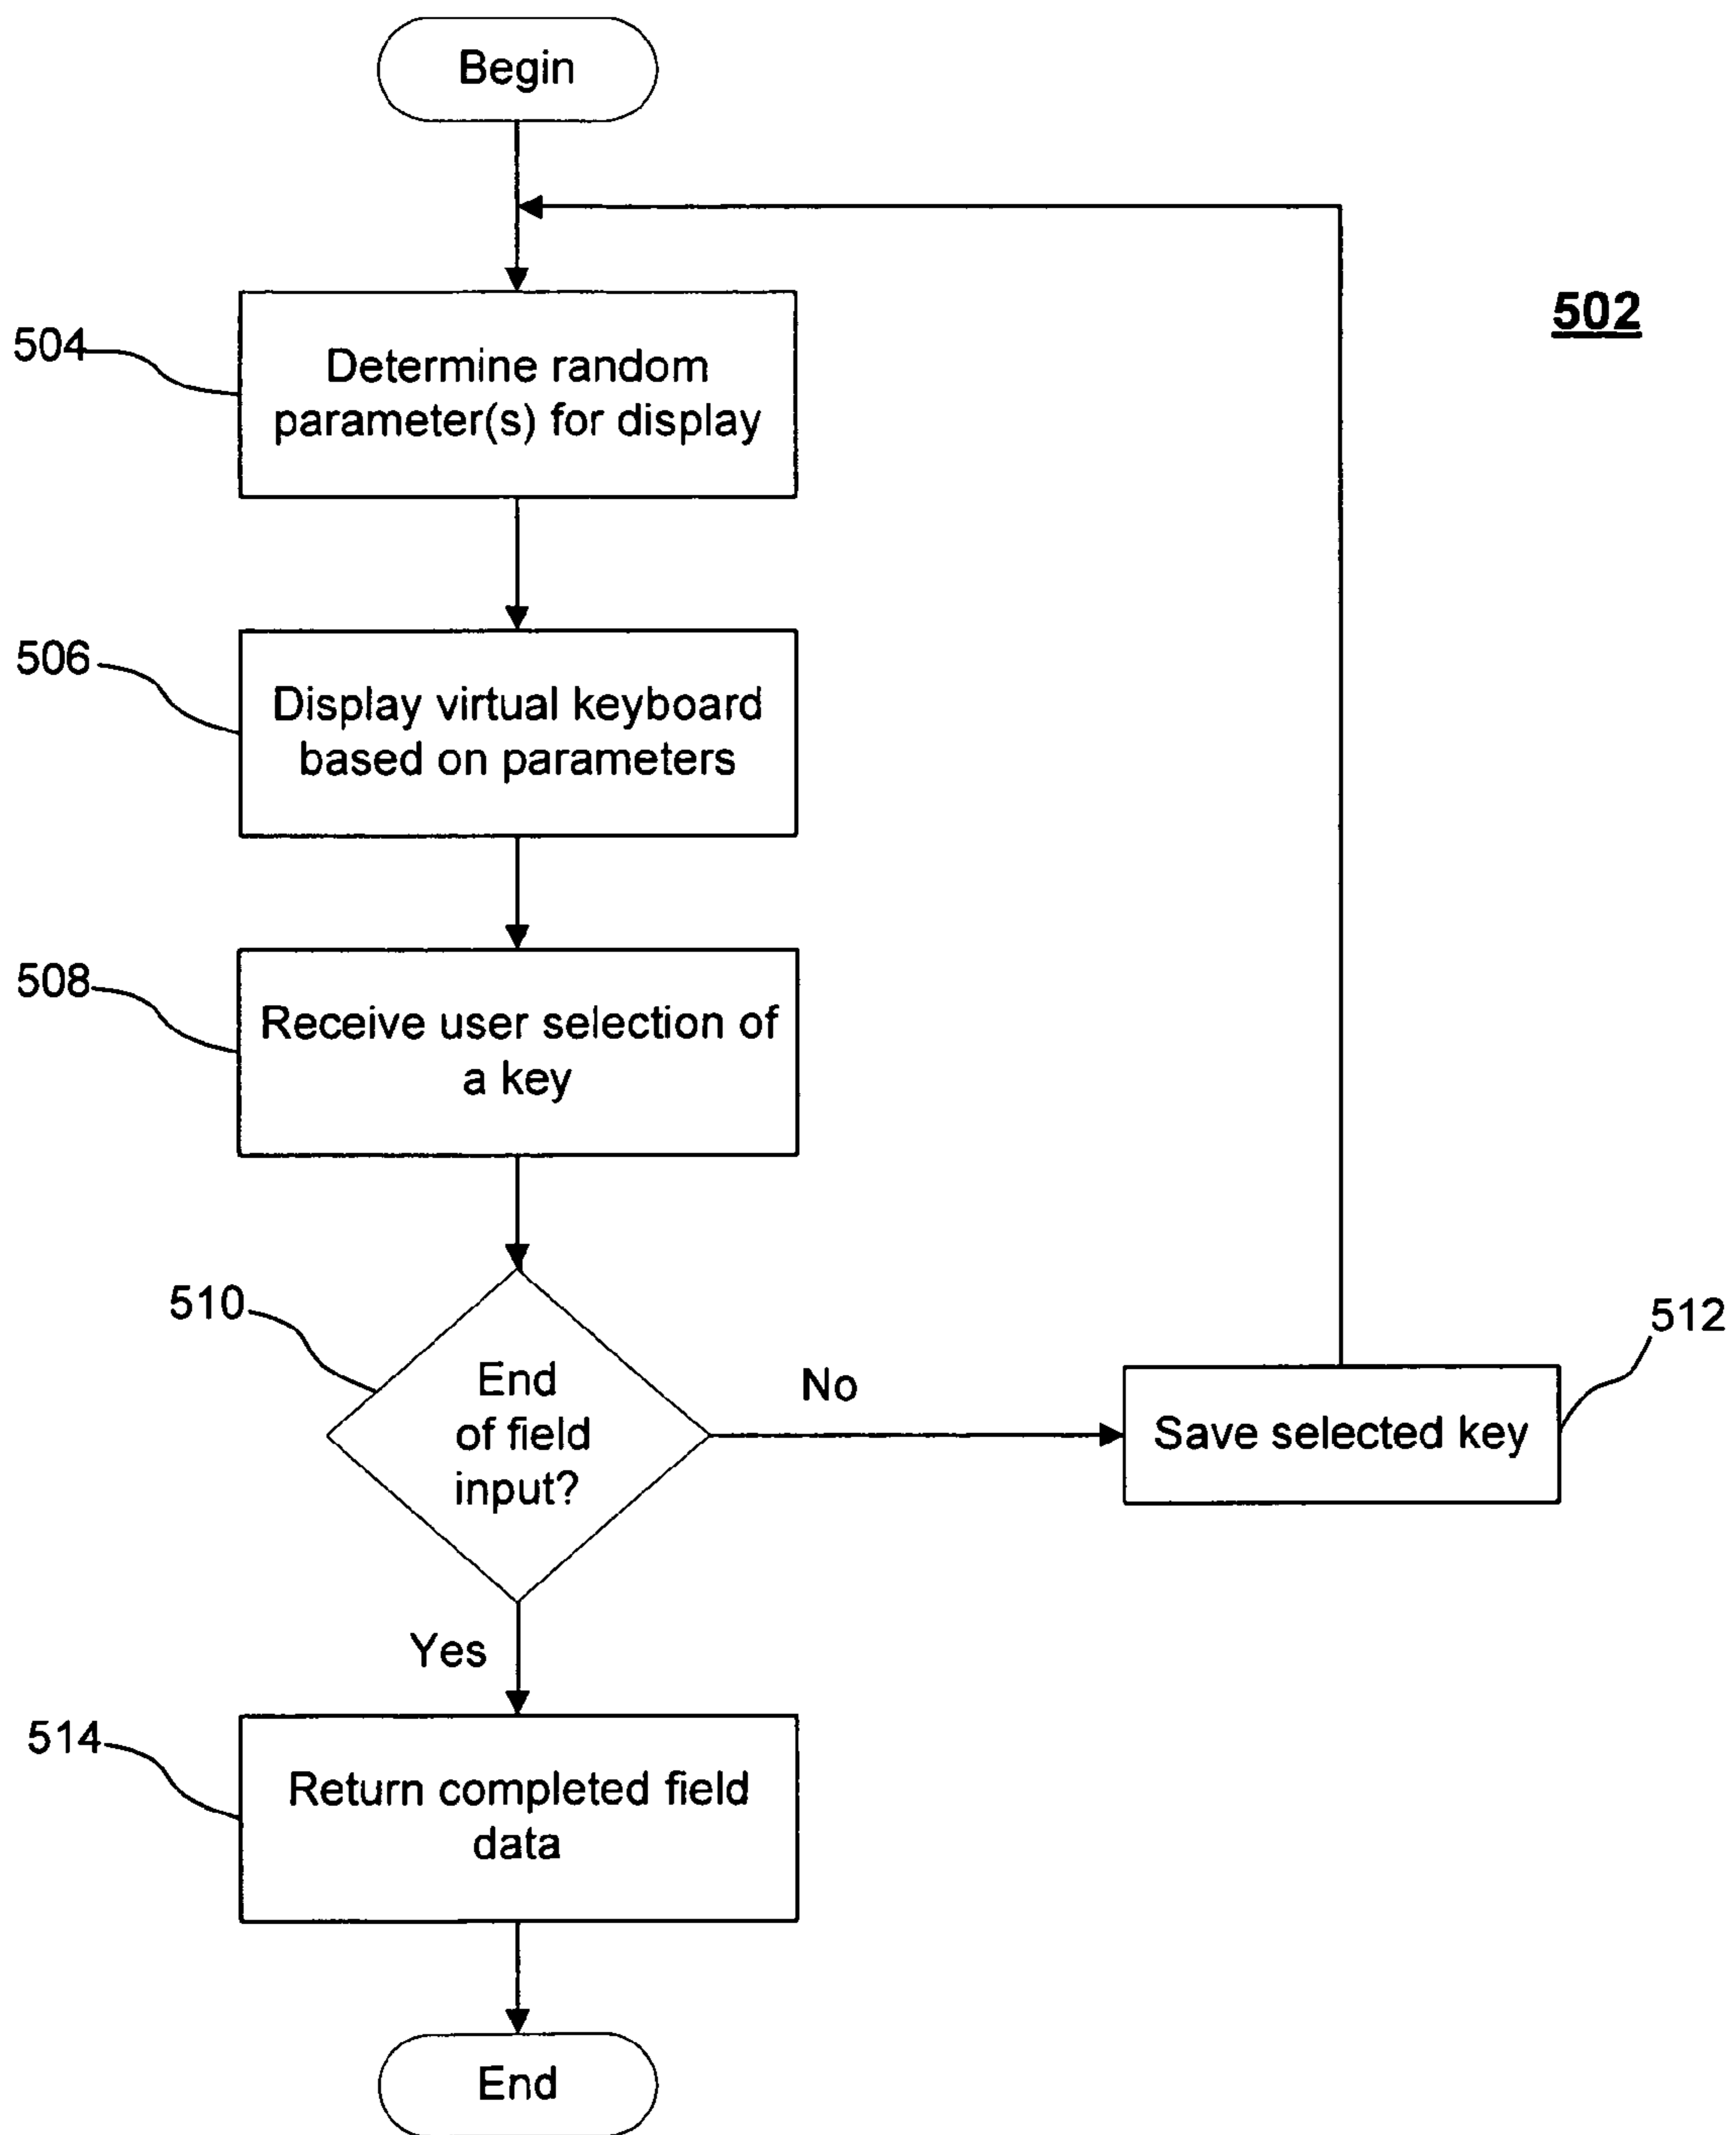 Begin
502
504
Determine random
parameter(s) for display
506
Display virtual keyboard
based on parameters
508
Receive user selection of
a key
510
End
of field
input?
No
512
Save selected key
Yes
514
Return completed field
data
End